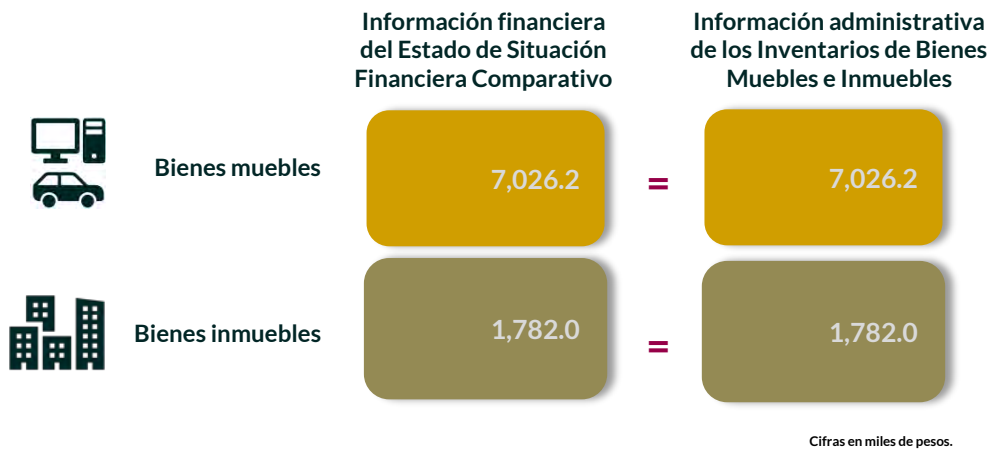 Información financiera
del Estado de Situación
Financiera Comparativo
Información administrativa
de los Inventarios de Bienes
Muebles e Inmuebles
Bienes muebles
7,026.2
=
7,026.2
Bienes inmuebles
1,782.0
=
1,782.0
Cifras en miles de pesos.